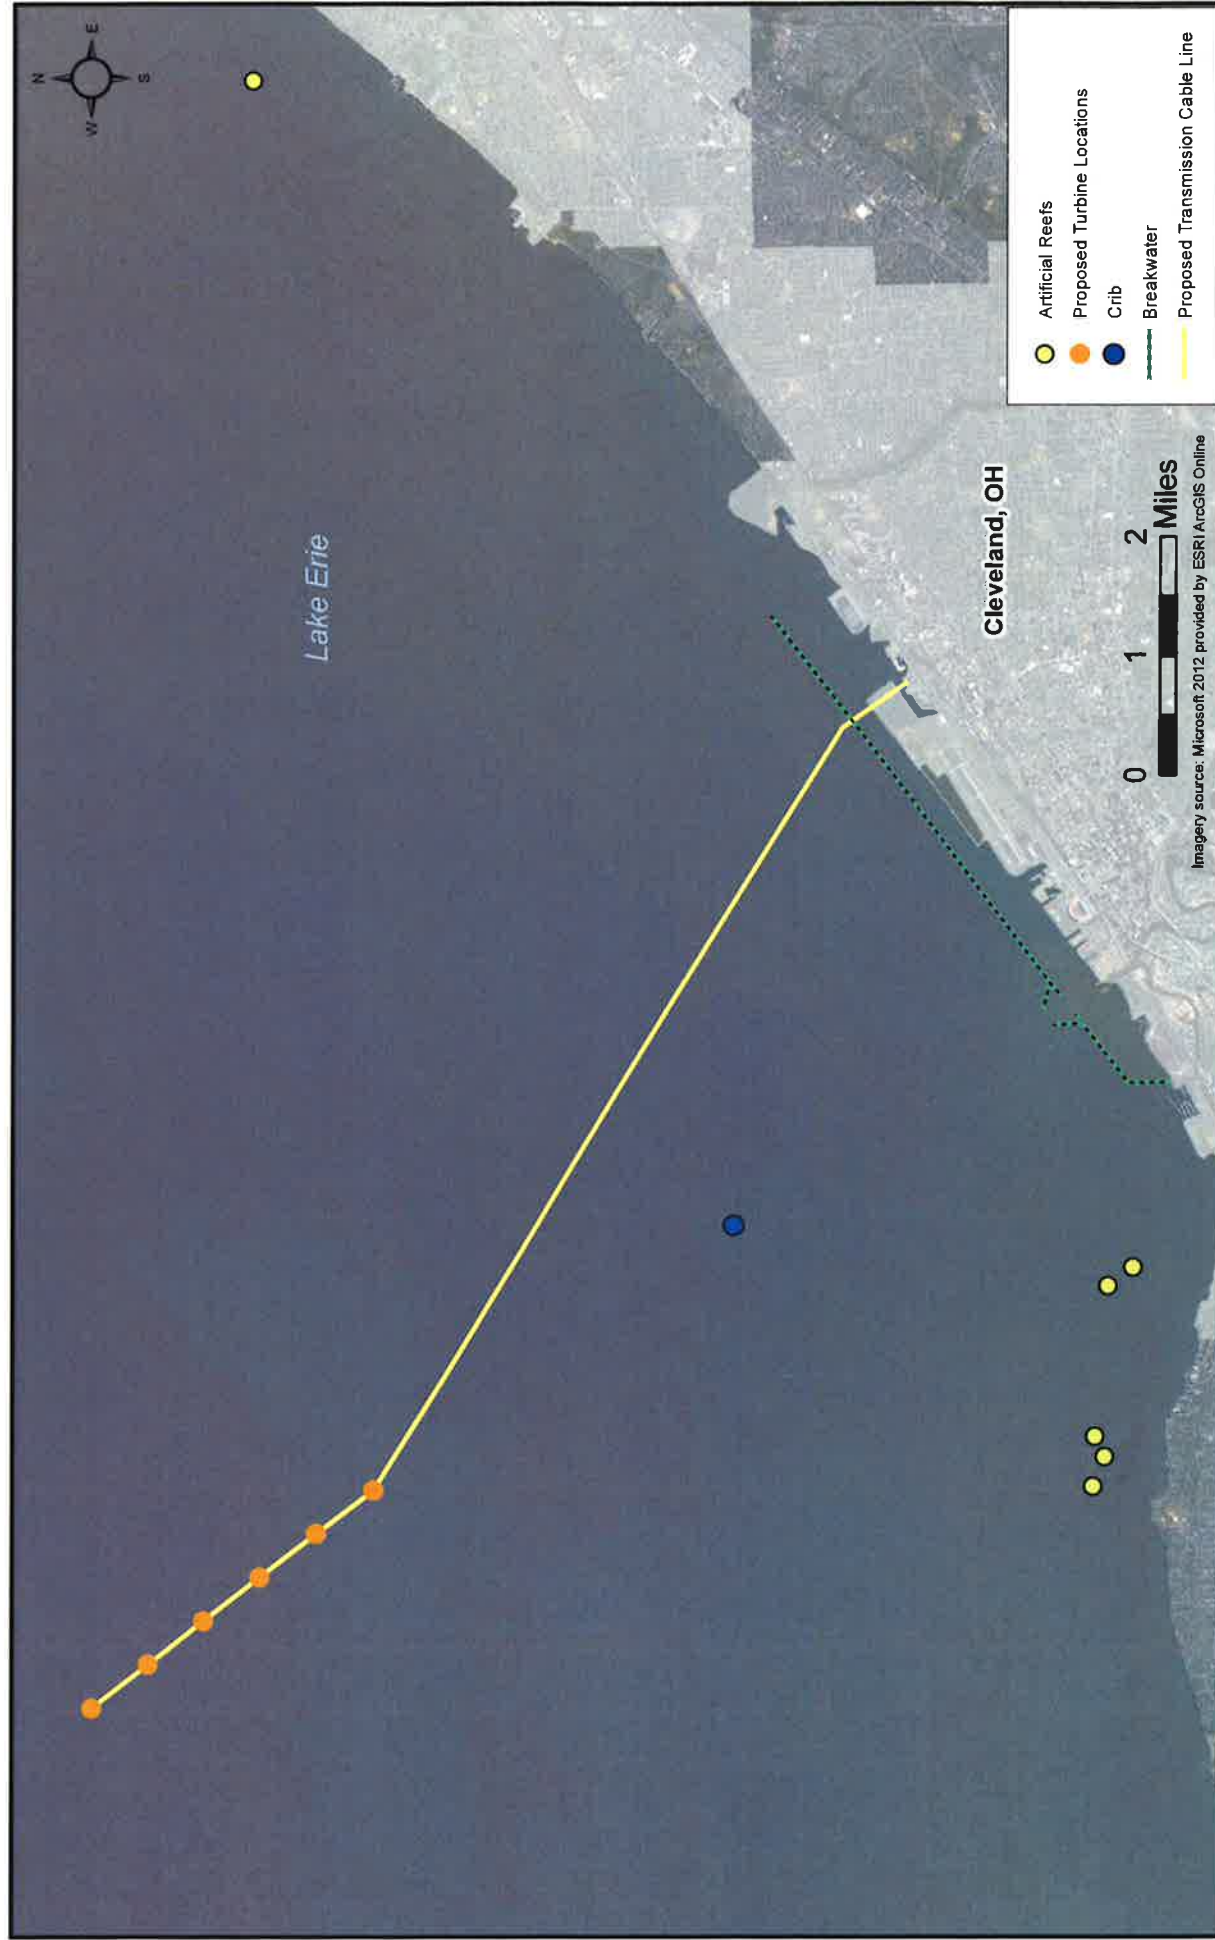 N
W E
S
Lake Erie
Cleveland, OH
Artificial Reefs
Proposed Turbine Locations
Crib
Breakwater
Proposed Transmission Cable Line
0 1 2
Miles
Imagery source: Microsoft 2012 provided by ESRI ArcGIS Online